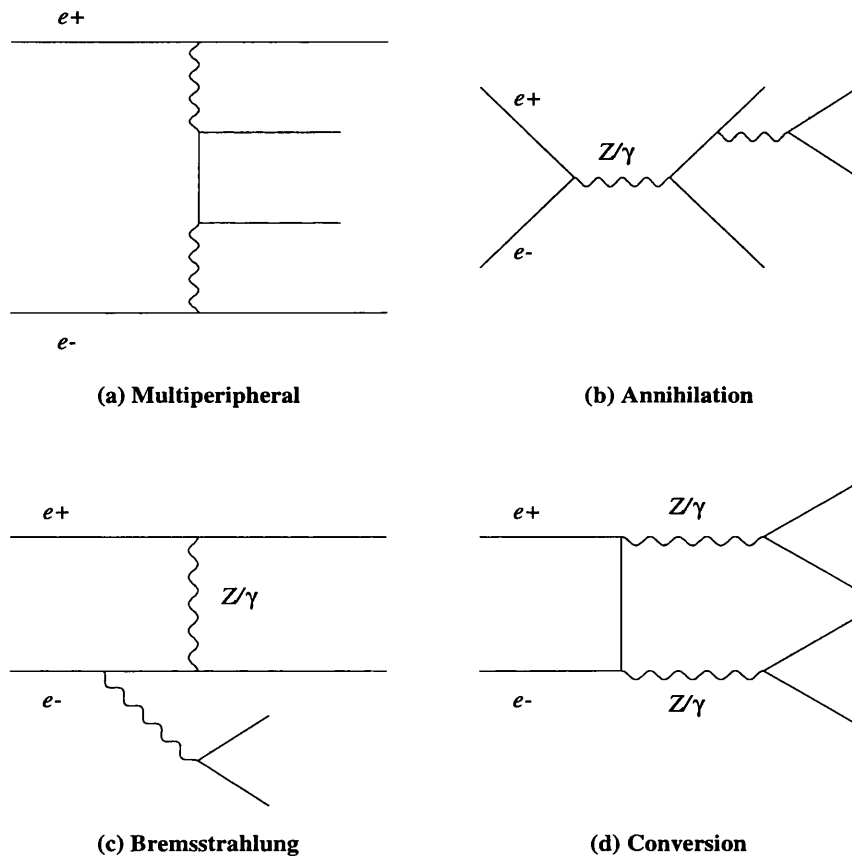 e+
e-
(a) Multiperipheral
e+
Z/γ
e-
(b) Annihilation
e+
Z/γ
e-
(c) Bremsstrahlung
e+
Z/γ
e-
Z/γ
(d) Conversion